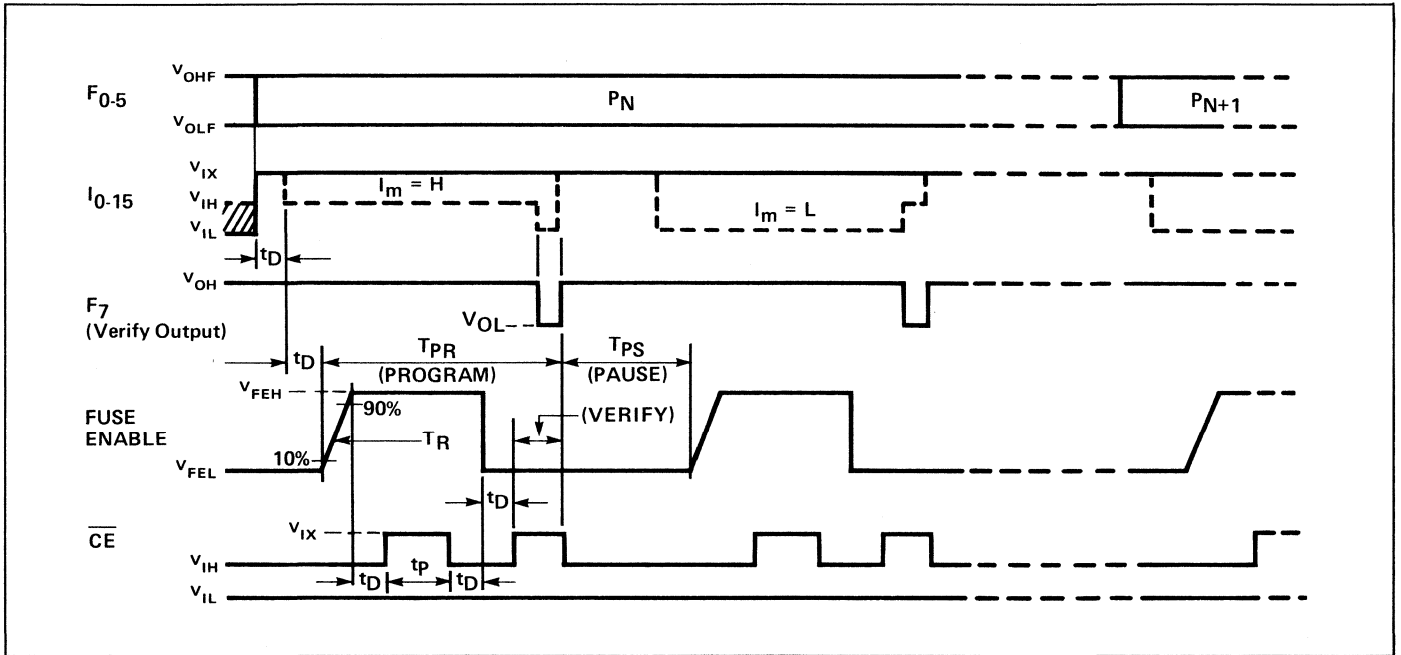 F0-5
VOHF
VOLF
PN
PN+1
I0-15
VIX
VIH
VIL
Im = H
Im = L
tD
F7
(Verify Output)
VOH
VOL
tD
TPR
(PROGRAM)
TPS
(PAUSE)
FUSE
ENABLE
VFEH
90%
TR
10%
VFEL
(VERIFY)
tD
CE
VIX
VIH
VIL
tD
tP
tD